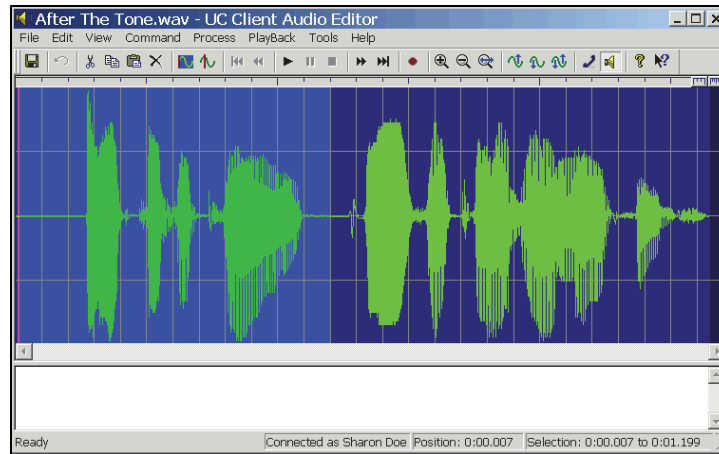 After The Tone.wav - UC Client Audio Editor
File Edit View Command Process PlayBack Tools Help
Ready Connected as Sharon Doe Position: 0:00.007 Selection: 0:00.007 to 0:01.199